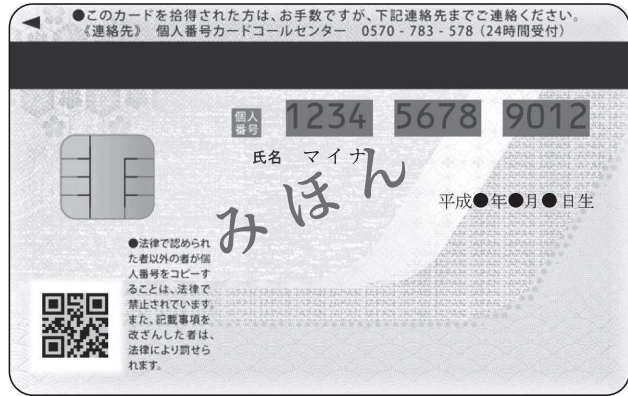 ●このカードを拾得された方は、お手数ですが、下記連絡先までご連絡ください。
《連絡先》 個人番号カードコールセンター 0570 - 783 - 578(24時間受付)
個人番号 1234 5678 9012
氏名 マイナ
平成●年●月●日生
みほん
●法律で認められ
た者以外の者が個
人番号をコピーす
ることは、法律で
禁止されています。
また、記載事項を
改ざんした者は、
法律により罰せら
れます。